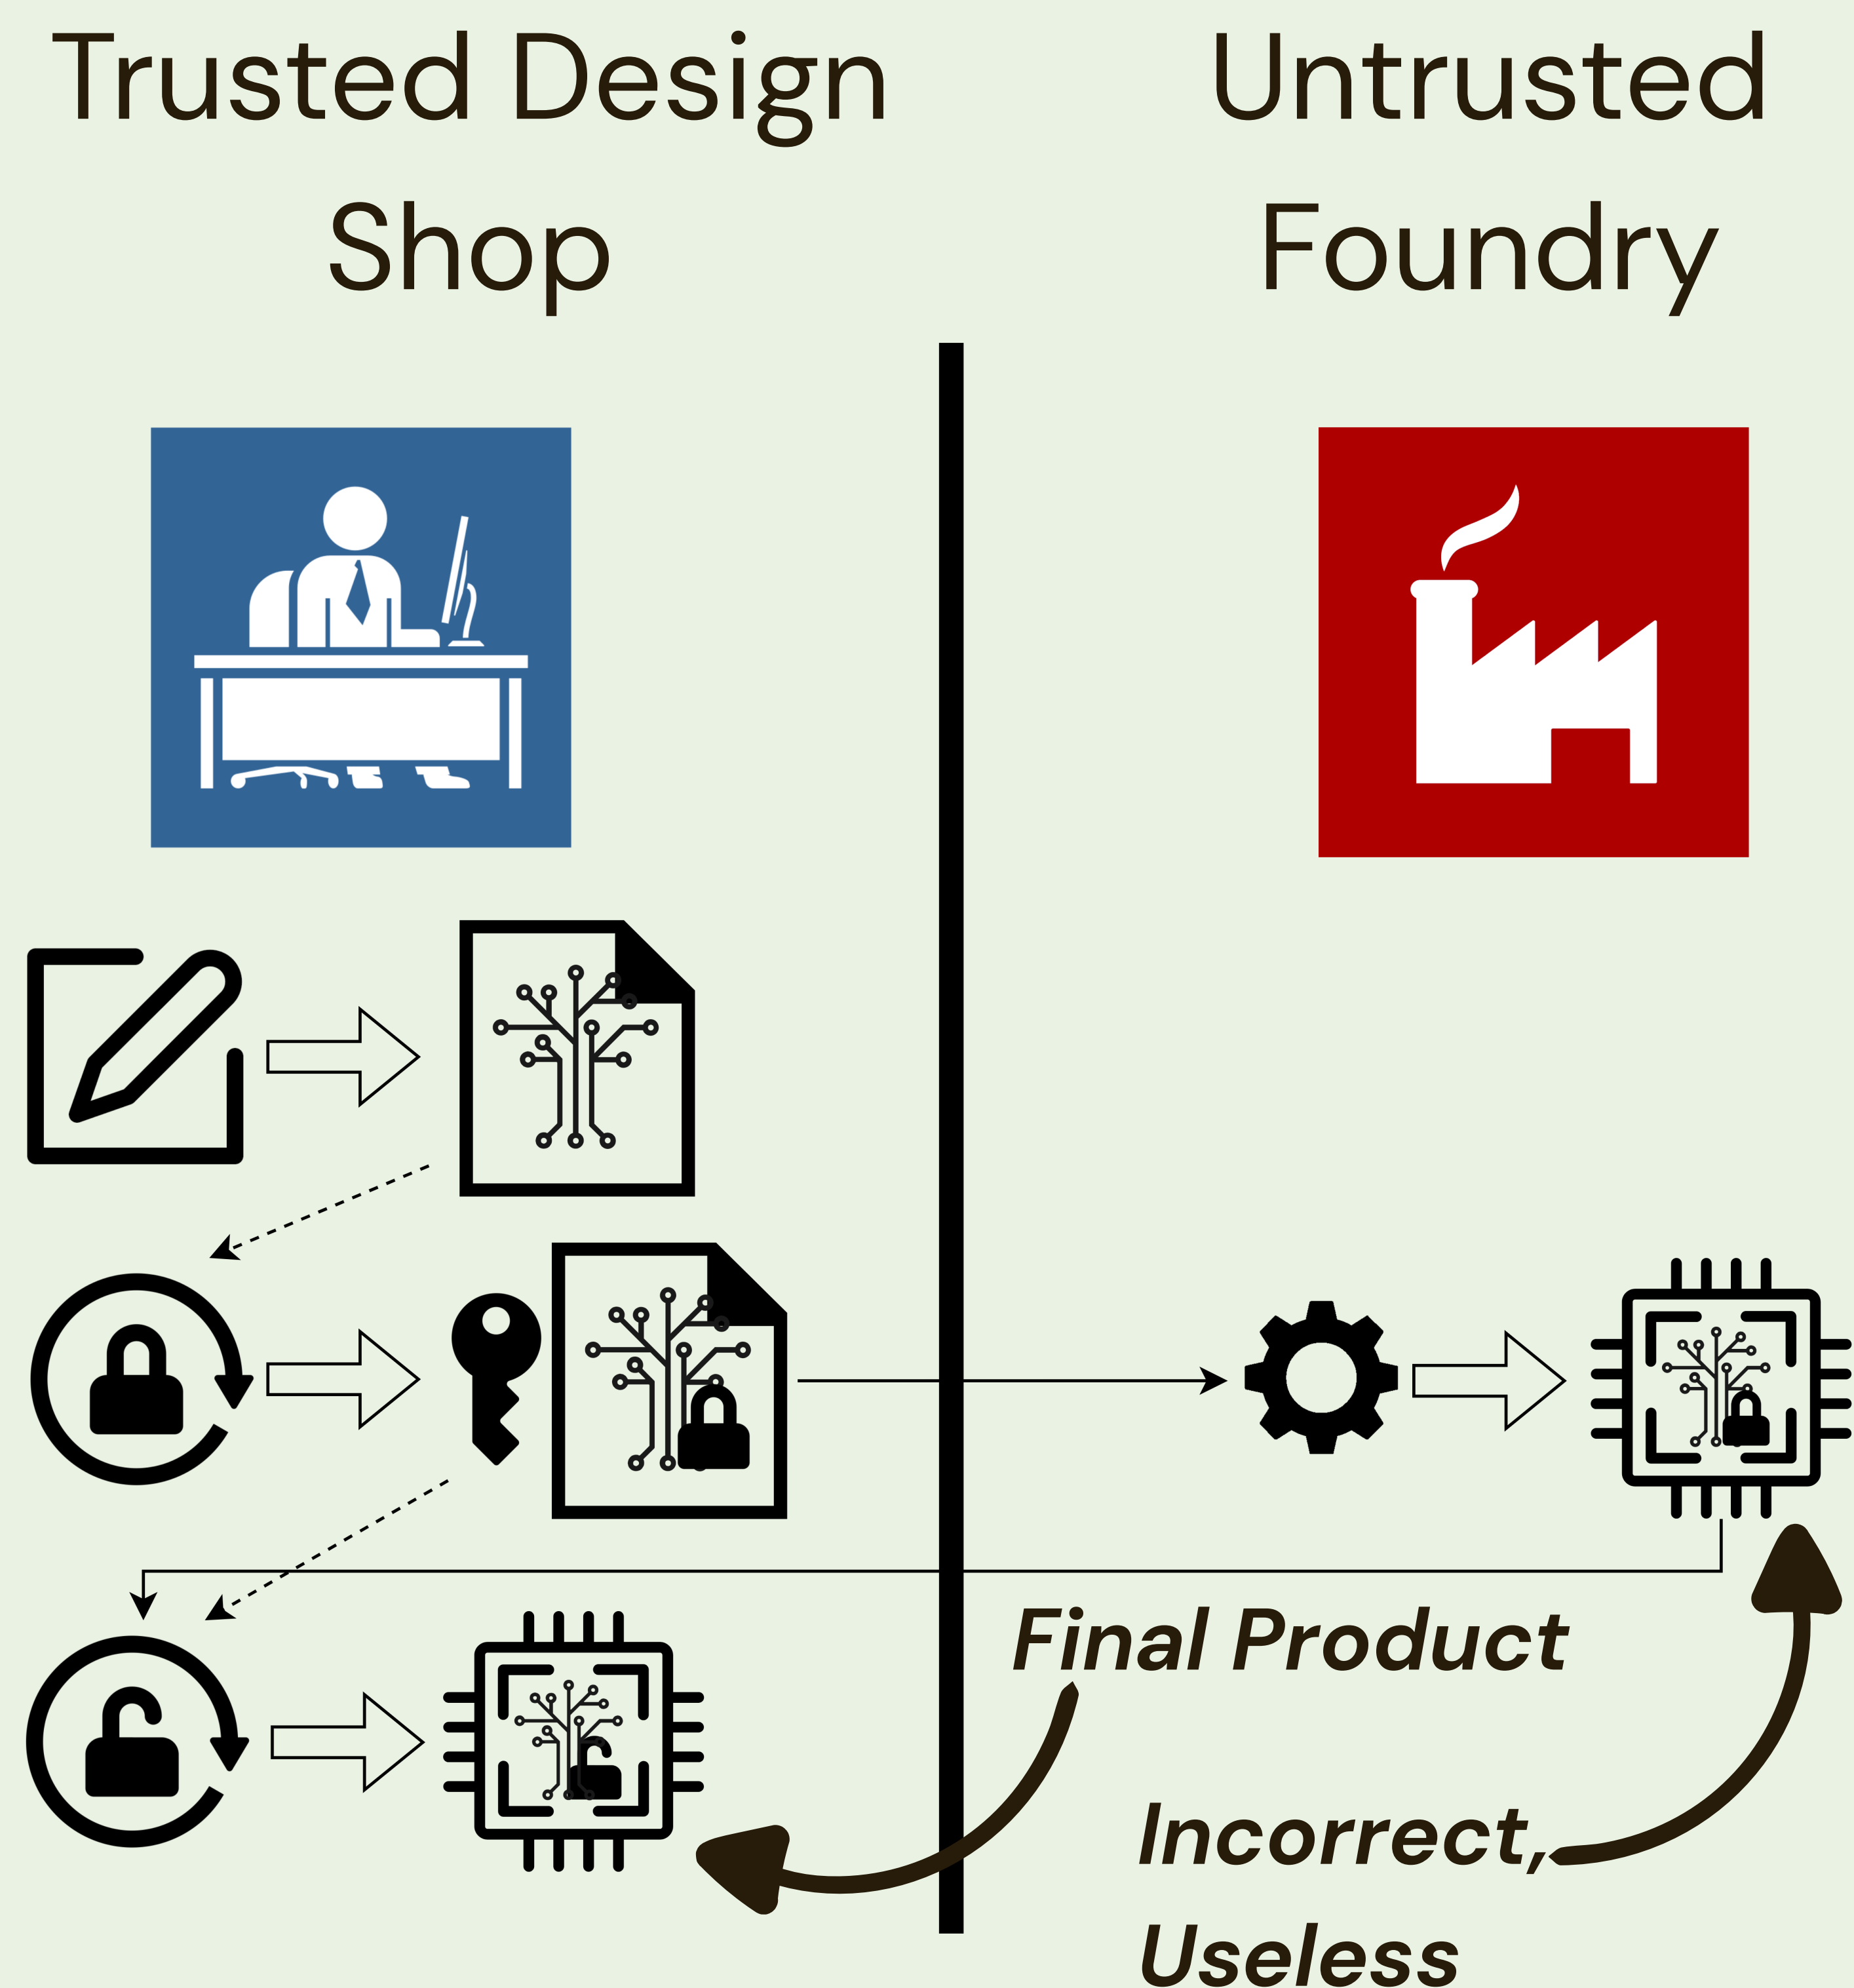 Trusted Design
Shop
Untrusted
Foundry
Final Product
Incorrect,
Useless